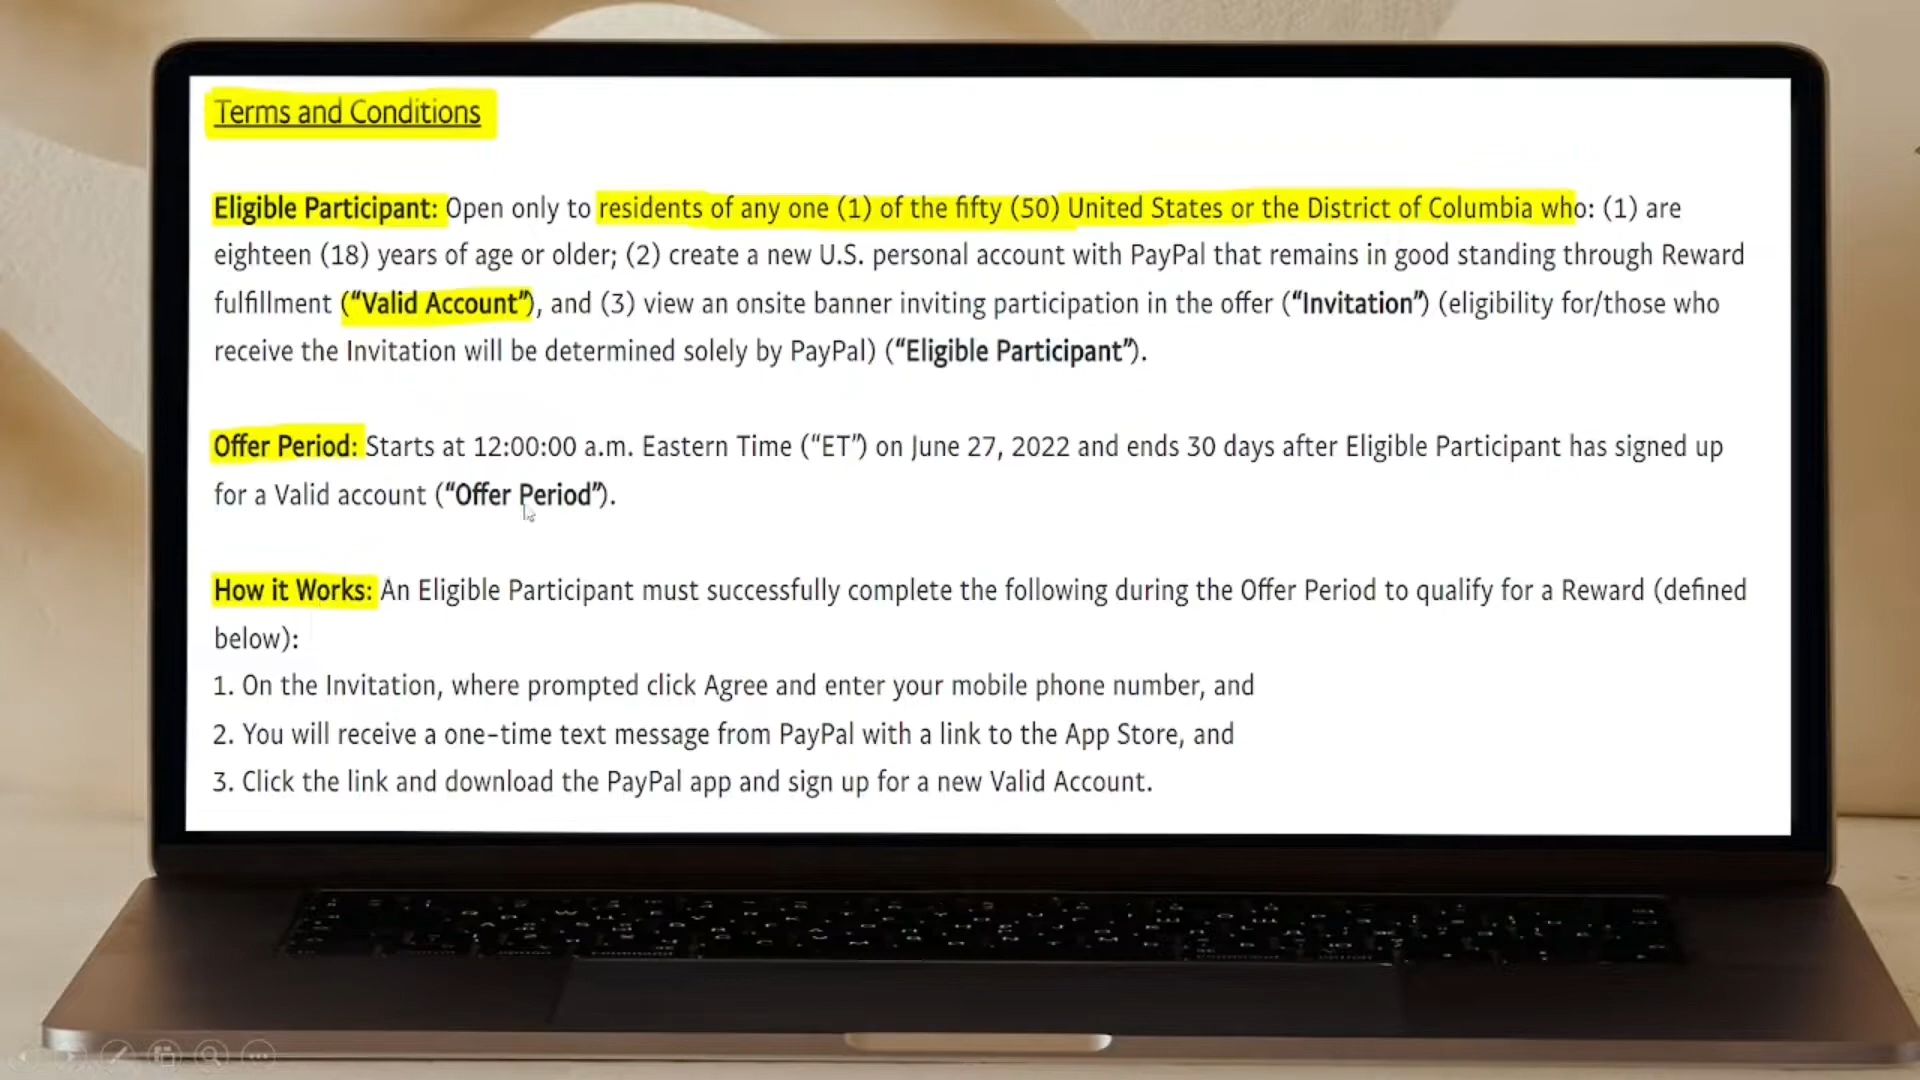 Terms and Conditions
Eligible Participant: Open only to residents of any one (1) of the fifty (50) United States or the District of Columbia who: (1) are
eighteen (18) years of age or older; (2) create a new U.S. personal account with PayPal that remains in good standing through Reward
fulfillment (“Valid Account”), and (3) view an onsite banner inviting participation in the offer (“Invitation”) (eligibility for/those who
receive the Invitation will be determined solely by PayPal) (“Eligible Participant”).
Offer Period: Starts at 12:00:00 a.m. Eastern Time (“ET”) on June 27, 2022 and ends 30 days after Eligible Participant has signed up
for a Valid account (“Offer Period”).
How it Works: An Eligible Participant must successfully complete the following during the Offer Period to qualify for a Reward (defined
below):
1. On the Invitation, where prompted click Agree and enter your mobile phone number, and
2. You will receive a one-time text message from PayPal with a link to the App Store, and
3. Click the link and download the PayPal app and sign up for a new Valid Account.